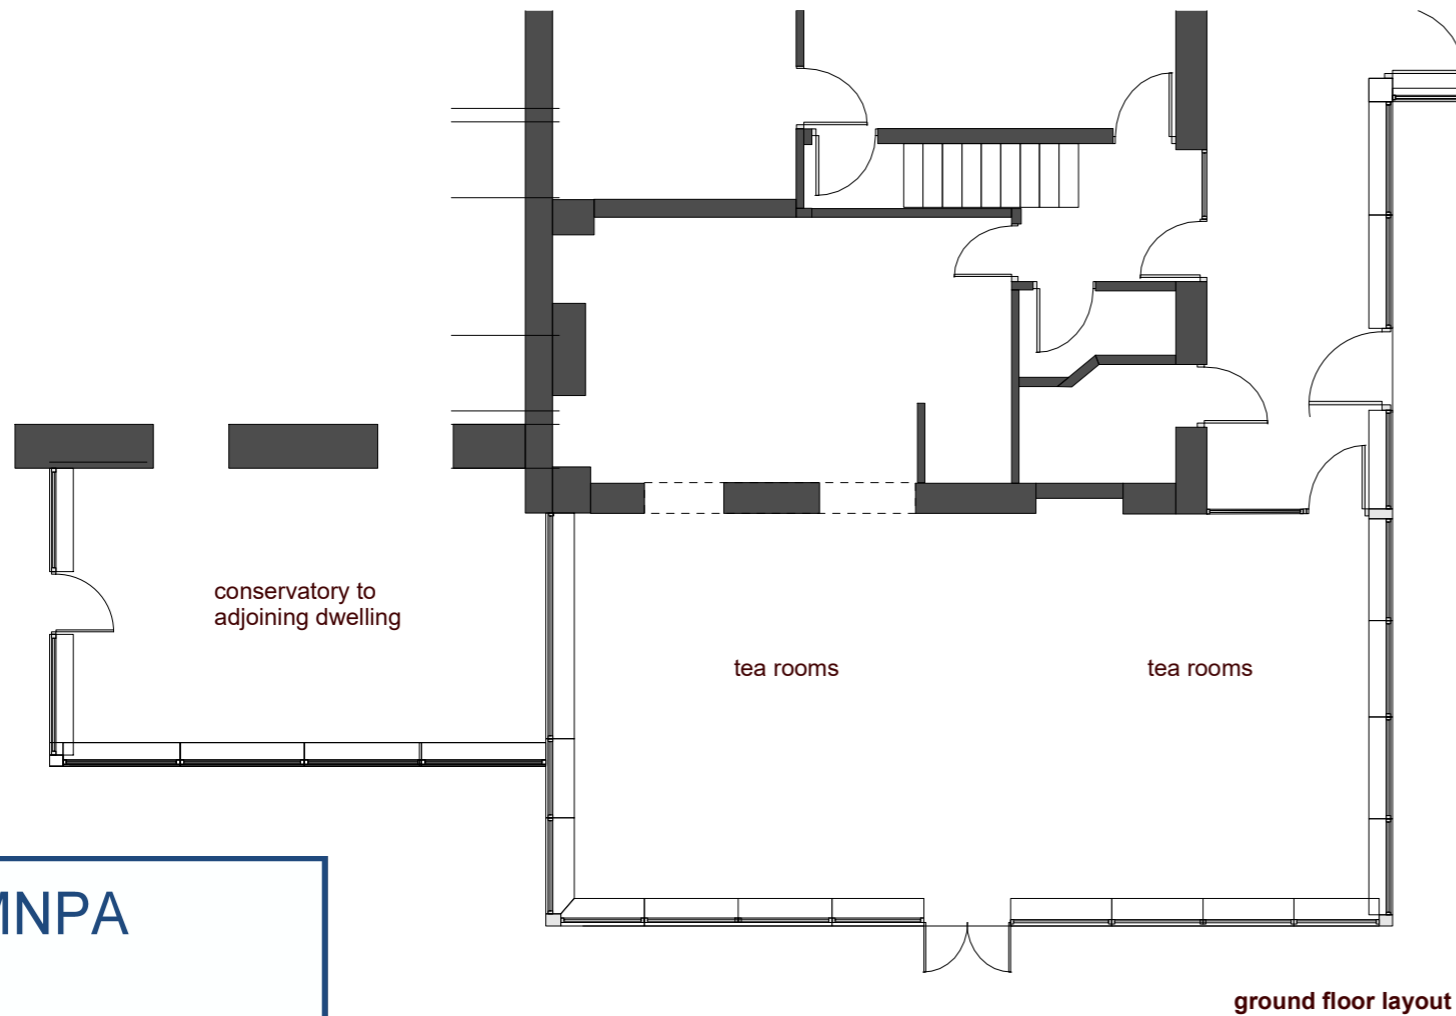 conservatory to
adjoining dwelling
tea rooms
tea rooms
MNPA
ground floor layout